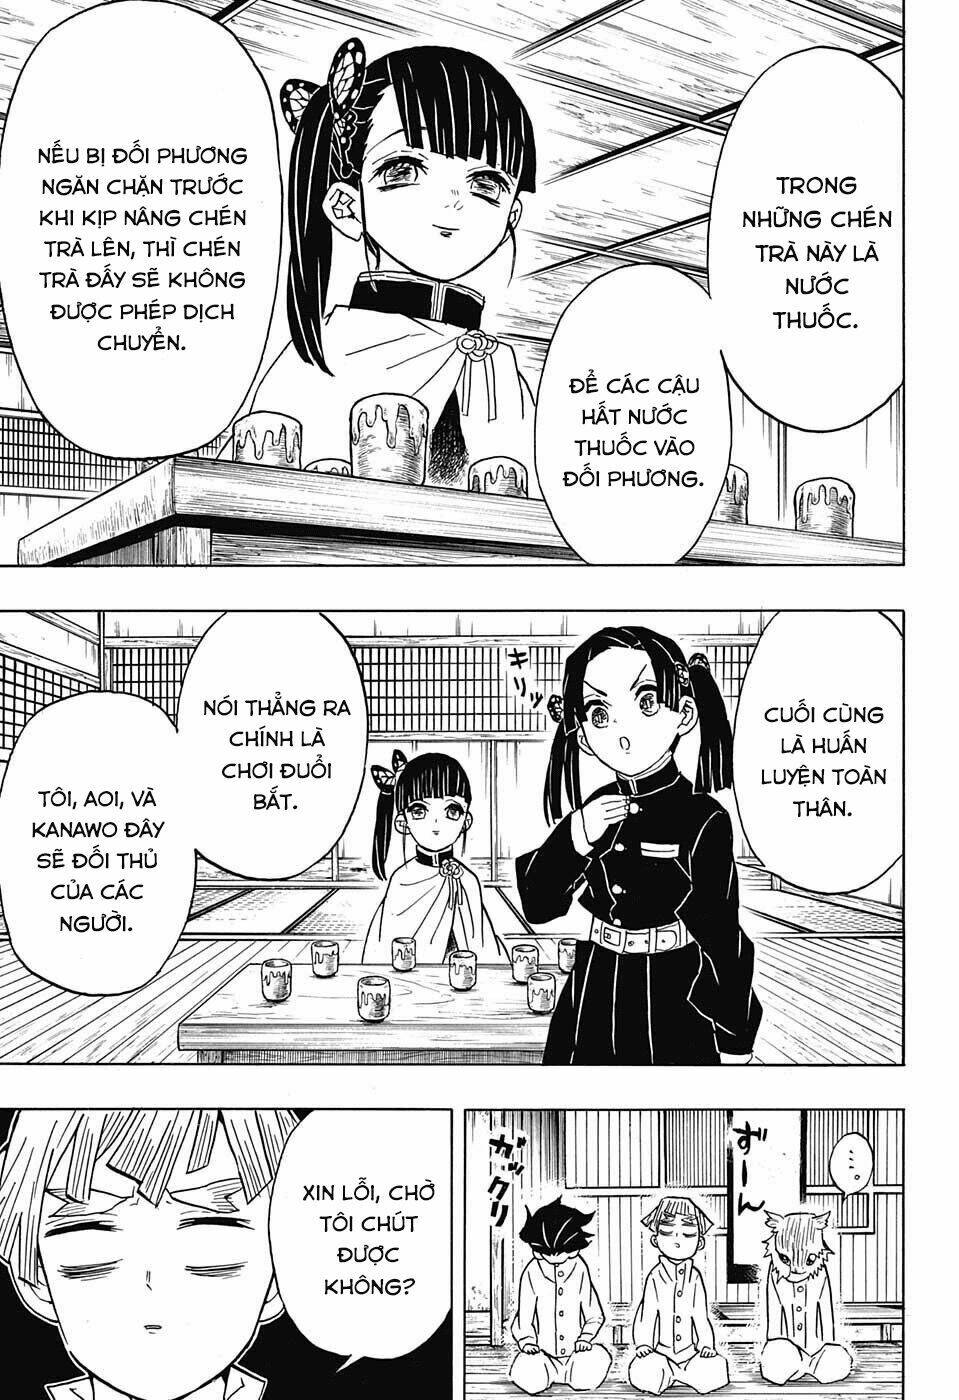 TRONG
NHỮNG CHÉN
TRÀ NÀY LÀ
NƯỚC
THUỐC.
ĐỂ CÁC CẬU
HẤT NƯỚC
THUỐC VÀO
ĐỐI PHƯƠNG.
NẾU BỊ ĐỐI PHƯƠNG
NGĂN CHẶN TRƯỚC
KHI KỊP NÂNG CHÉN
TRÀ LÊN, THÌ CHÉN
TRÀ ĐẤY SẼ KHÔNG
ĐƯỢC PHÉP DỊCH
CHUYỂN.
CUỐI CÙNG
LÀ HUẤN
LUYỆN TOÀN
THÂN.
キリッ
NÓI THẲNG RA
CHÍNH LÀ
CHƠI ĐUỔI
BẮT.
TÔI, AOI, VÀ
KANAWO ĐÂY
SẼ ĐỐI THỦ
CỦA CÁC
NGƯỜI.
...
ずーん
ガックリ
XIN LỖI, CHỜ
TÔI CHÚT
ĐƯỢC
KHÔNG?